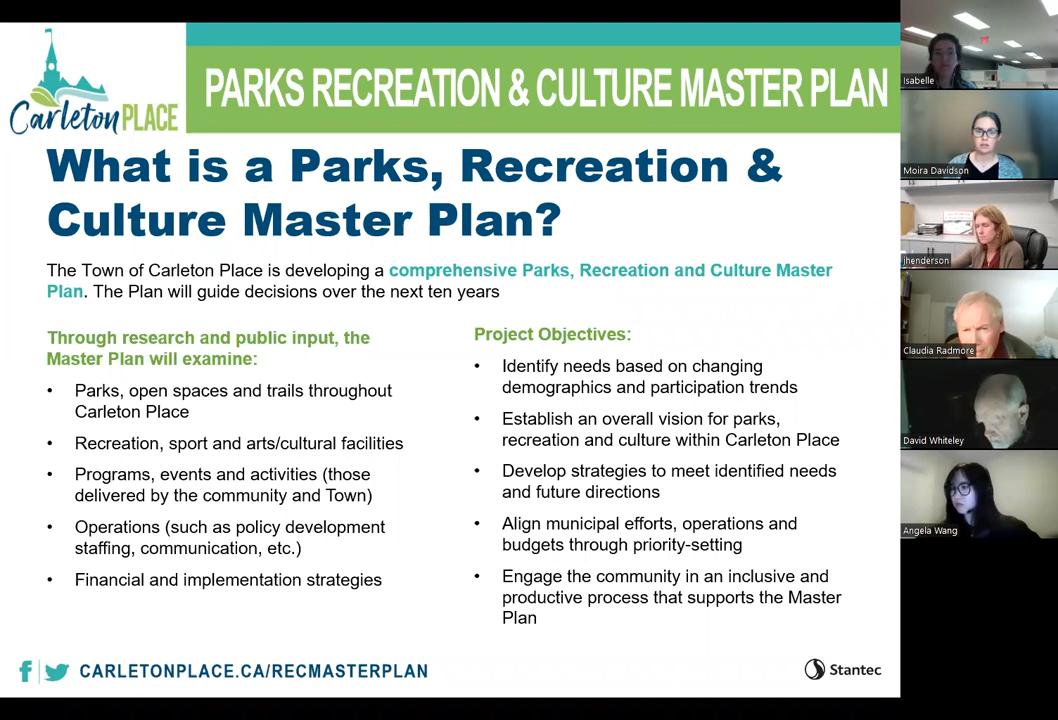 Carleton PLACE
PARKS RECREATION & CULTURE MASTER PLAN
What is a Parks, Recreation &
Culture Master Plan?
The Town of Carleton Place is developing a comprehensive Parks, Recreation and Culture Master
Plan. The Plan will guide decisions over the next ten years
Through research and public input, the
Master Plan will examine:
• Parks, open spaces and trails throughout
Carleton Place
• Recreation, sport and arts/cultural facilities
• Programs, events and activities (those
delivered by the community and Town)
• Operations (such as policy development
staffing, communication, etc.)
• Financial and implementation strategies
Project Objectives:
• Identify needs based on changing
demographics and participation trends
• Establish an overall vision for parks,
recreation and culture within Carleton Place
• Develop strategies to meet identified needs
and future directions
• Align municipal efforts, operations and
budgets through priority-setting
• Engage the community in an inclusive and
productive process that supports the Master
Plan
CARLETONPLACE.CA/RECMASTERPLAN
Stantec
Isabelle
Moira Davidson
jhenderson
Claudia Radmore
David Whiteley
Angela Wang